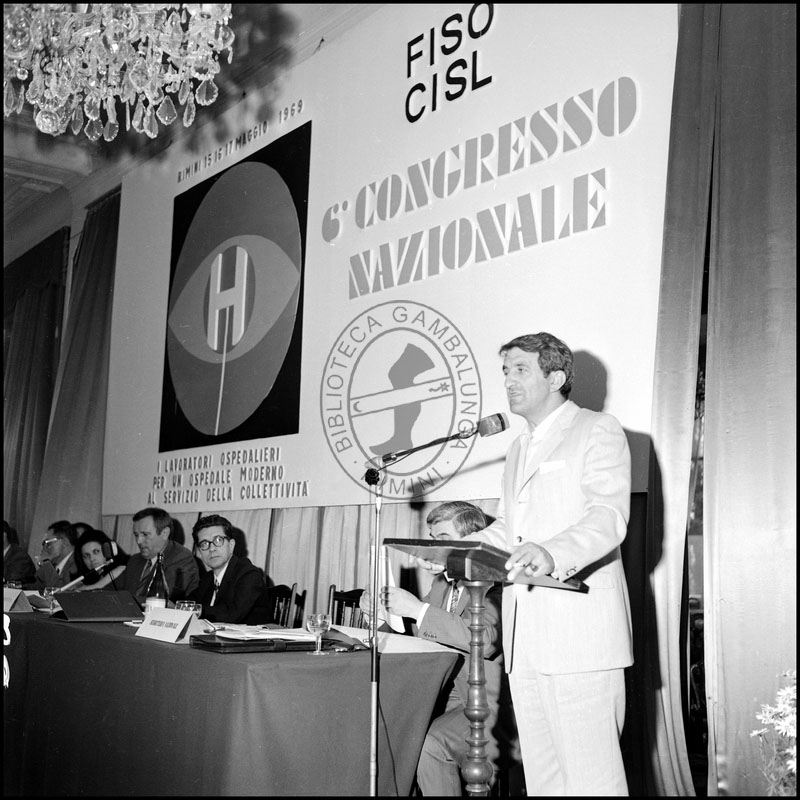 FISO
CISL
RIMINI 15 16 17 MAGGIO 1969
6° CONGRESSO
NAZIONALE
H
I LAVORATORI OSPEDALIERI
PER UN OSPEDALE MODERNO
AL SERVIZIO DELLA COLLETTIVITÀ
BIBLIOTECA GAMBALUNGA
RIMINI